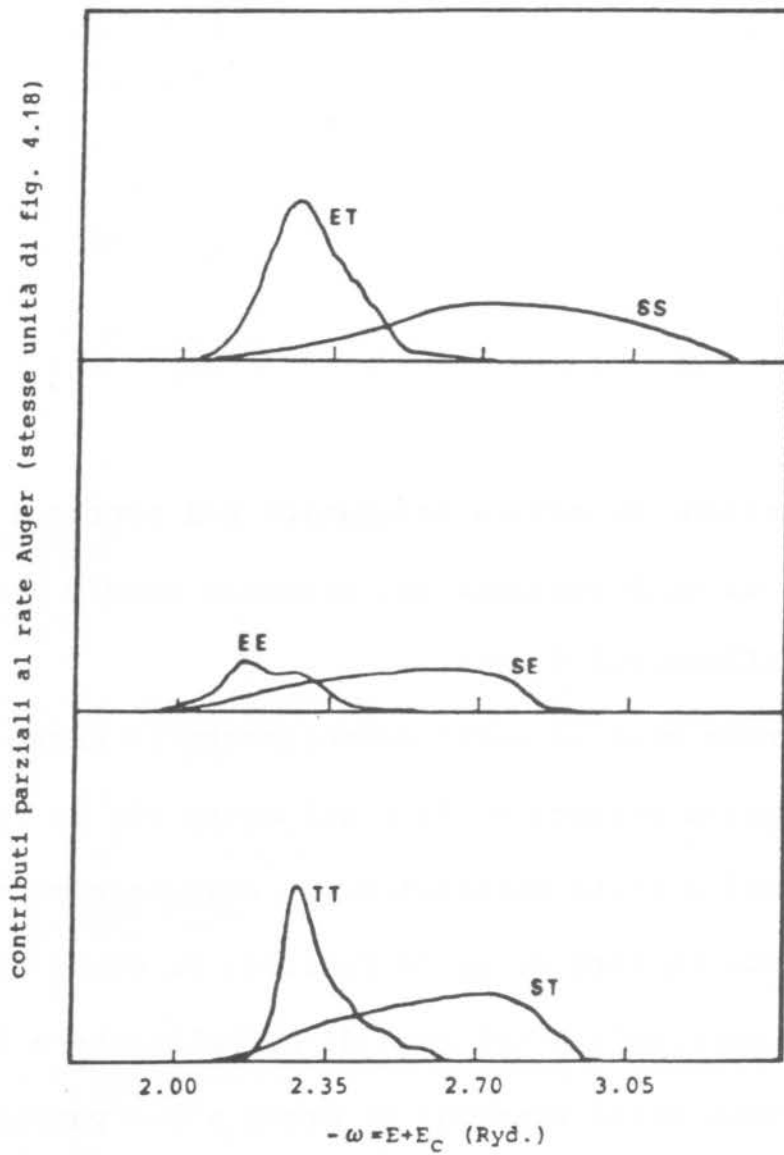 contributi parziali al rate Auger (stesse unità di fig. 4.18)
ET
SS
EE
SE
TT
ST
2.00 2.35 2.70 3.05
-ω=E+E_C (Ryd.)